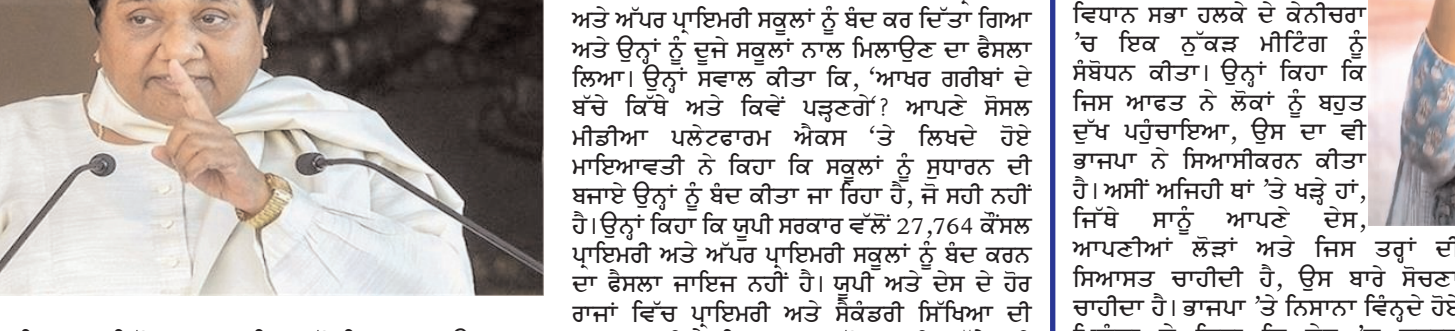 ਅਤੇ ਅੱਪਰ ਪ੍ਰਾਇਮਰੀ ਸਕੂਲਾਂ ਨੂੰ ਬੰਦ ਕਰ ਦਿੱਤਾ ਗਿਆ
ਅਤੇ ਉਨ੍ਹਾਂ ਨੂੰ ਦੂਜੇ ਸਕੂਲਾਂ ਨਾਲ ਮਿਲਾਉਣ ਦਾ ਫੈਸਲਾ
ਲਿਆ। ਉਨ੍ਹਾਂ ਸਵਾਲ ਕੀਤਾ ਕਿ, ‘ਆਖਰ ਗਰੀਬਾਂ ਦੇ
ਬੱਚੇ ਕਿੱਥੇ ਅਤੇ ਕਿਵੇਂ ਪੜ੍ਹਣਗੇ’? ਆਪਣੇ ਸੋਸਲ
ਮੀਡੀਆ ਪਲੇਟਫਾਰਮ ਐਕਸ ‘ਤੇ ਲਿਖਦੇ ਹੋਏ
ਮਾਇਆਵਤੀ ਨੇ ਕਿਹਾ ਕਿ ਸਕੂਲਾਂ ਨੂੰ ਸੁਧਾਰਨ ਦੀ
ਬਜਾਏ ਉਨ੍ਹਾਂ ਨੂੰ ਬੰਦ ਕੀਤਾ ਜਾ ਰਿਹਾ ਹੈ, ਜੋ ਸਹੀ ਨਹੀਂ
ਹੈ। ਉਨ੍ਹਾਂ ਕਿਹਾ ਕਿ ਯੂਪੀ ਸਰਕਾਰ ਵੱਲੋਂ 27,764 ਕੌਂਸਲ
ਪ੍ਰਾਇਮਰੀ ਅਤੇ ਅੱਪਰ ਪ੍ਰਾਇਮਰੀ ਸਕੂਲਾਂ ਨੂੰ ਬੰਦ ਕਰਨ
ਦਾ ਫੈਸਲਾ ਜਾਇਜ ਨਹੀਂ ਹੈ। ਯੂਪੀ ਅਤੇ ਦੇਸ ਦੇ ਹੋਰ
ਰਾਜਾਂ ਵਿੱਚ ਪ੍ਰਾਇਮਰੀ ਅਤੇ ਸੈਕੰਡਰੀ ਸਿੱਖਿਆ ਦੀ
ਵਿਧਾਨ ਸਭਾ ਹਲਕੇ ਦੇ ਕੇਨੀਚਰਾ
’ਚ ਇਕ ਨੁੱਕੜ ਮੀਟਿੰਗ ਨੂੰ
ਸੰਬੋਧਨ ਕੀਤਾ। ਉਨ੍ਹਾਂ ਕਿਹਾ ਕਿ
ਜਿਸ ਆਫਤ ਨੇ ਲੋਕਾਂ ਨੂੰ ਬਹੁਤ
ਦੁੱਖ ਪਹੁੰਚਾਇਆ, ਉਸ ਦਾ ਵੀ
ਭਾਜਪਾ ਨੇ ਸਿਆਸੀਕਰਨ ਕੀਤਾ
ਹੈ। ਅਸੀਂ ਅਜਿਹੀ ਥਾਂ ’ਤੇ ਖੜ੍ਹੇ ਹਾਂ,
ਜਿੱਥੇ ਸਾਨੂੰ ਆਪਣੇ ਦੇਸ,
ਆਪਣੀਆਂ ਲੋੜਾਂ ਅਤੇ ਜਿਸ ਤਰ੍ਹਾਂ ਦੀ
ਸਿਆਸਤ ਚਾਹੀਦੀ ਹੈ, ਉਸ ਬਾਰੇ ਸੋਚਣਾ
ਚਾਹੀਦਾ ਹੈ। ਭਾਜਪਾ ’ਤੇ ਨਿਸਾਨਾ ਵਿੰਨ੍ਹਦੇ ਹੋਏ